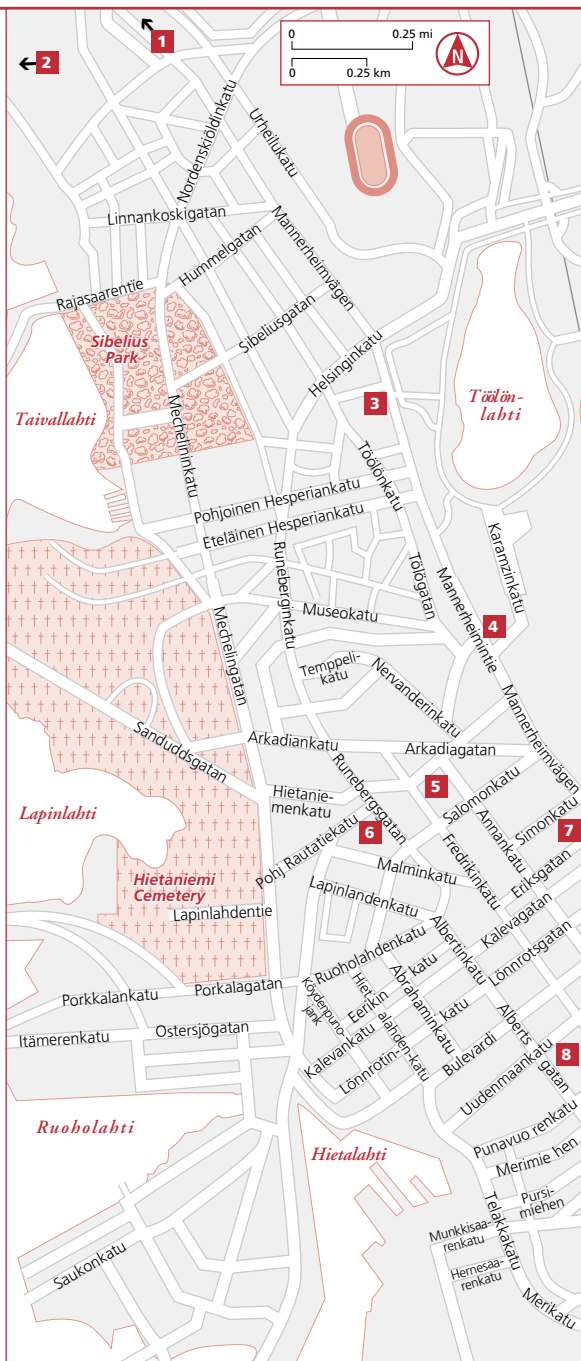 1
2
0
0.25 mi
0
0.25 km
N
Nordenskiöldinkatu
Urheilukatu
Linnankoskigatan
Mannerheimvägen
Hummelgatan
Rajasaarentie
Sibeliusgatan
Sibelius
Park
Helsinginkatu
3
Töölön-
lahti
Taivallahti
Mechelininkatu
Töölönkatu
Pohjoinen Hesperiankatu
Eteläinen Hesperiankatu
Karamzinkatu
Runeberginkatu
Tölögatan
Mannerheimintie
Museokatu
4
Mechelingatan
Temppeli-
katu
Nervanderinkatu
Mannerheimvägen
Sanduddsgatan
Arkadiankatu
Arkadiagatan
Runebergsgatan
5
Hietanie-
menkatu
Salomonkatu
Lapinlahti
Annankatu
Simonkatu
7
6
Pohj Rautatiekatu
Fredrikinkatu
Malminkatu
Eriksgatan
Hietaniemi
Cemetery
Lapinlandenkatu
Kalevagatan
Lapinlahdentie
Albertinkatu
Lönnrotsgatan
Ruoholahdenkatu
Porkkalankatu
Porkalagatan
Köydenpuno-
jank
Eerikin
katu
Hiet
alahden-katu
Abrahaminkatu
Itämerenkatu
Ostersjögatan
Kalevankatu
Lönnrotin-
katu
Bulevardi
Alberts
gatan
8
Uudenmaankatu
Ruoholahti
Hietalahti
Punavuo renkatu
Merimie hen
Pursi-
miehen
Telakkakatu
Munkkisaa-
renkatu
Hernesaa-
renkatu
Saukonkatu
Merikatu